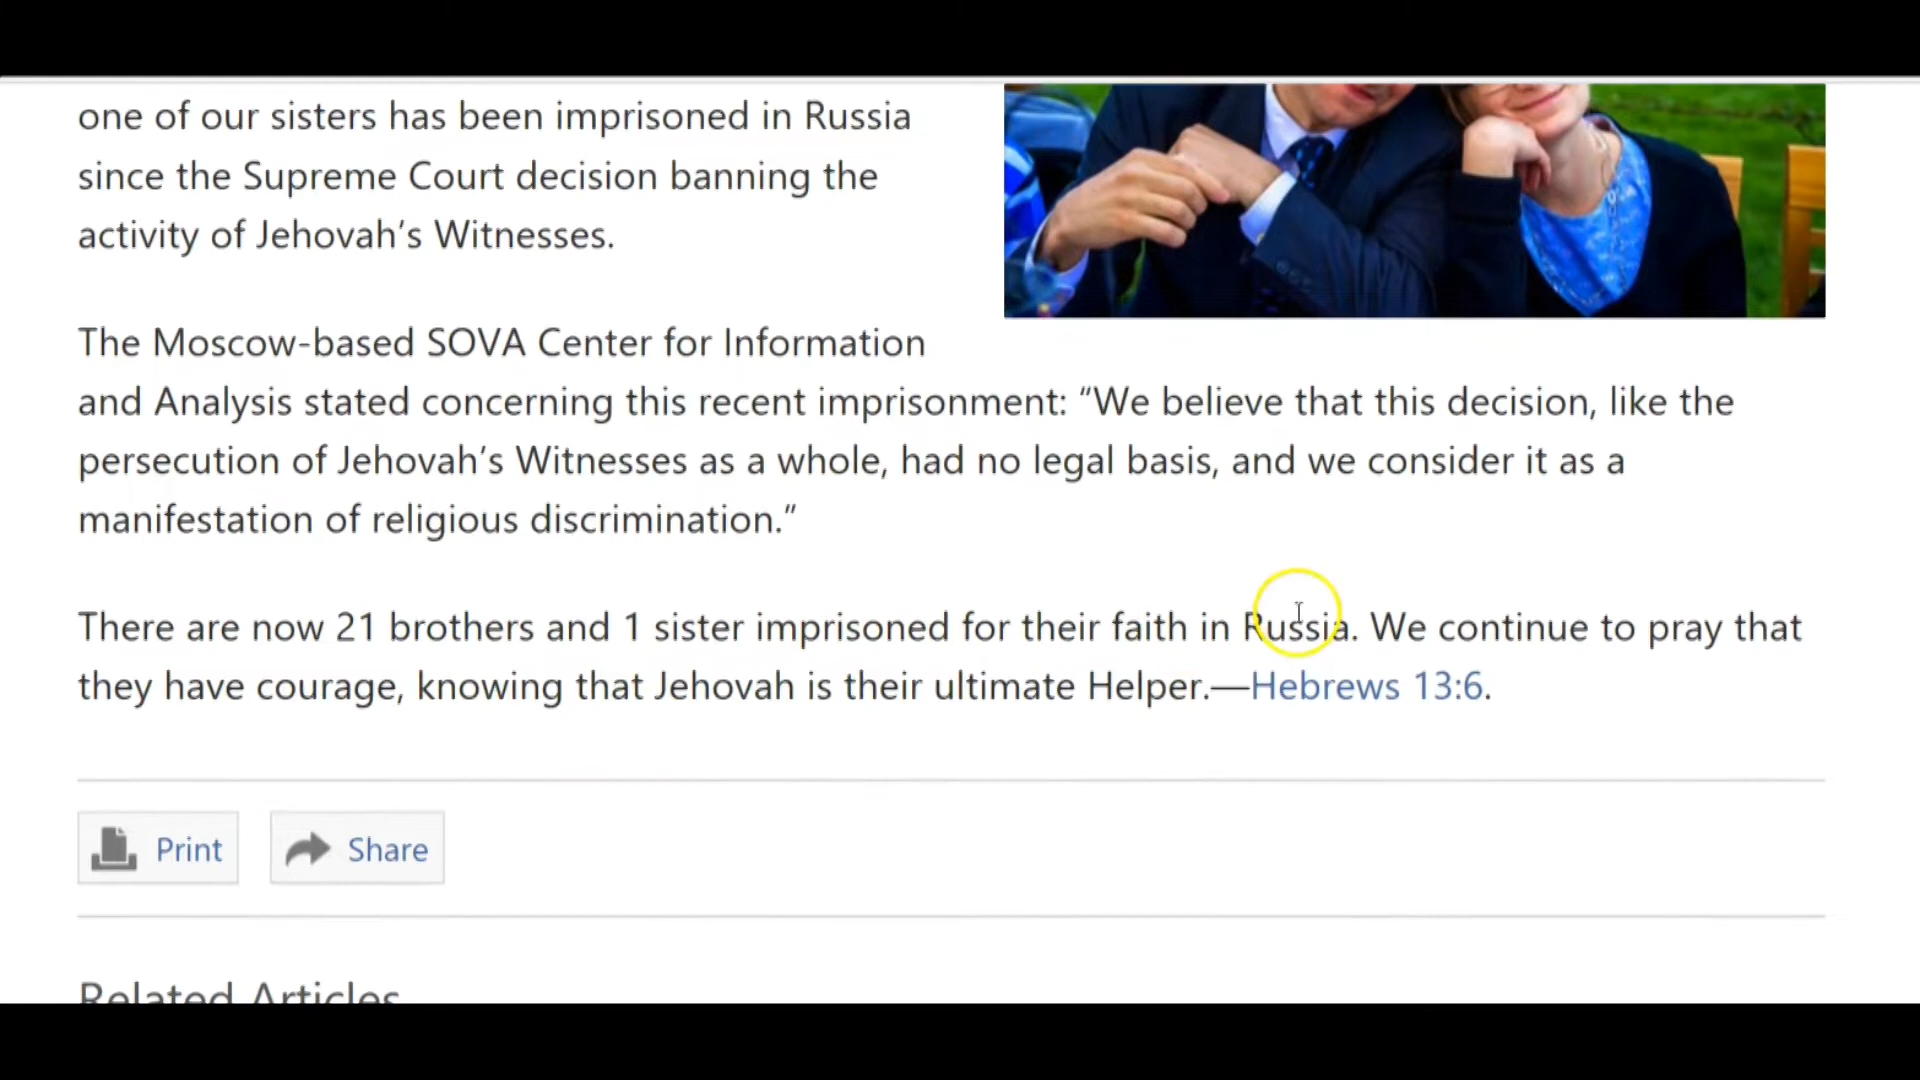 one of our sisters has been imprisoned in Russia
since the Supreme Court decision banning the
activity of Jehovah’s Witnesses.
The Moscow-based SOVA Center for Information
and Analysis stated concerning this recent imprisonment: “We believe that this decision, like the
persecution of Jehovah’s Witnesses as a whole, had no legal basis, and we consider it as a
manifestation of religious discrimination.”
There are now 21 brothers and 1 sister imprisoned for their faith in Russia. We continue to pray that
they have courage, knowing that Jehovah is their ultimate Helper.—Hebrews 13:6.
Print
Share
Related Articles